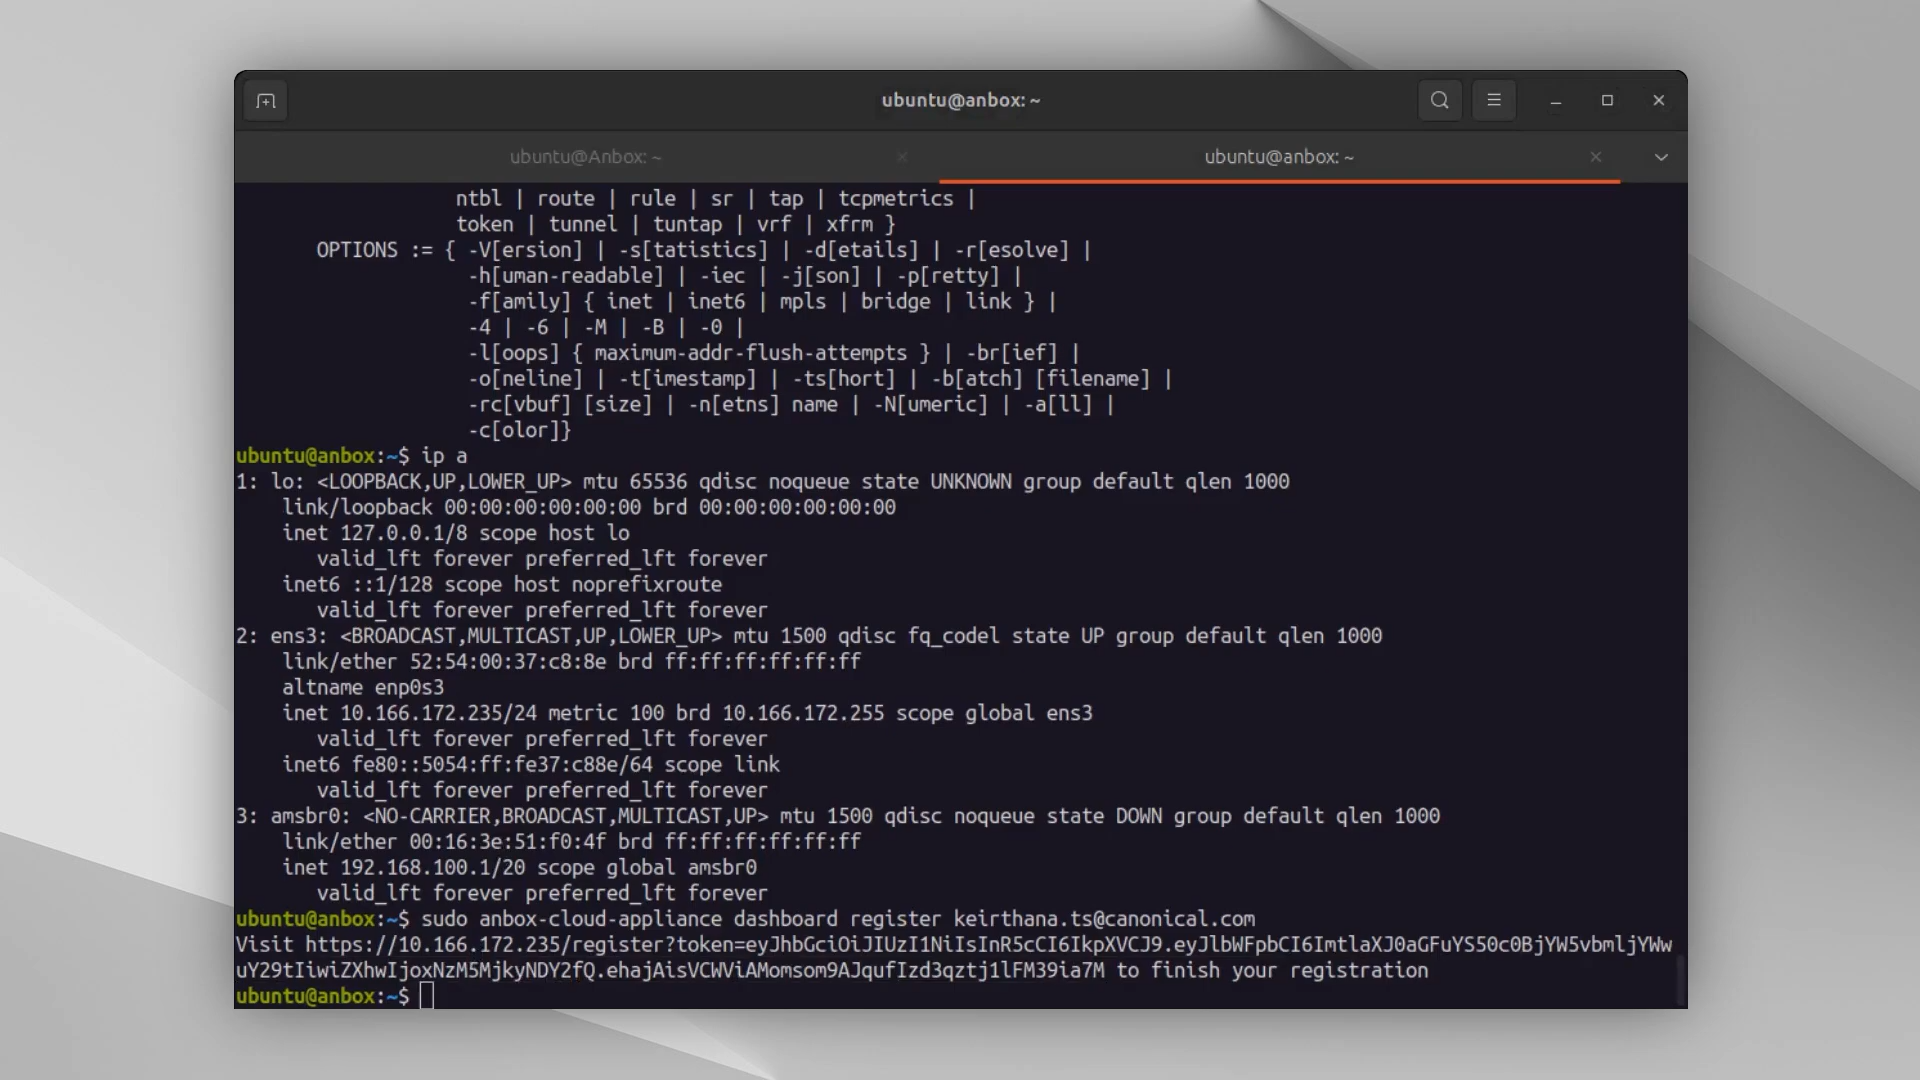 ubuntu@anbox: ~
ubuntu@Anbox: ~
ubuntu@anbox: ~
ntbl | route | rule | sr | tap | tcpmetrics |
token | tunnel | tuntap | vrf | xfrm }
OPTIONS := { -V[ersion] | -s[tatistics] | -d[etails] | -r[esolve] |
-h[uman-readable] | -iec | -j[son] | -p[retty] |
-f[amily] { inet | inet6 | mpls | bridge | link } |
-4 | -6 | -M | -B | -0 |
-l[oops] { maximum-addr-flush-attempts } | -br[ief] |
-o[neline] | -t[imestamp] | -ts[hort] | -b[atch] [filename] |
-rc[vbuf] [size] | -n[etns] name | -N[umeric] | -a[ll] |
-c[olor]}
ubuntu@anbox:~$ ip a
1: lo: <LOOPBACK,UP,LOWER_UP> mtu 65536 qdisc noqueue state UNKNOWN group default qlen 1000
link/loopback 00:00:00:00:00:00 brd 00:00:00:00:00:00
inet 127.0.0.1/8 scope host lo
valid_lft forever preferred_lft forever
inet6 ::1/128 scope host noprefixroute
valid_lft forever preferred_lft forever
2: ens3: <BROADCAST,MULTICAST,UP,LOWER_UP> mtu 1500 qdisc fq_codel state UP group default qlen 1000
link/ether 52:54:00:37:c8:8e brd ff:ff:ff:ff:ff:ff
altname enp0s3
inet 10.166.172.235/24 metric 100 brd 10.166.172.255 scope global ens3
valid_lft forever preferred_lft forever
inet6 fe80::5054:ff:fe37:c88e/64 scope link
valid_lft forever preferred_lft forever
3: amsbr0: <NO-CARRIER,BROADCAST,MULTICAST,UP> mtu 1500 qdisc noqueue state DOWN group default qlen 1000
link/ether 00:16:3e:51:f0:4f brd ff:ff:ff:ff:ff:ff
inet 192.168.100.1/20 scope global amsbr0
valid_lft forever preferred_lft forever
ubuntu@anbox:~$ sudo anbox-cloud-appliance dashboard register keirthana.ts@canonical.com
Visit https://10.166.172.235/register?token=eyJhbGciOiJIUzI1NiIsInR5cCI6IkpXVCJ9.eyJlbWFpbCI6ImtlaXJ0aGFuYS50c0BjYW5vbmljYWw
uY29tIiwiZXhwIjoxNzM5MjkyNDY2fQ.ehajAisVCWViAMomsom9AJqufIzd3qztj1lFM39ia7M to finish your registration
ubuntu@anbox:~$